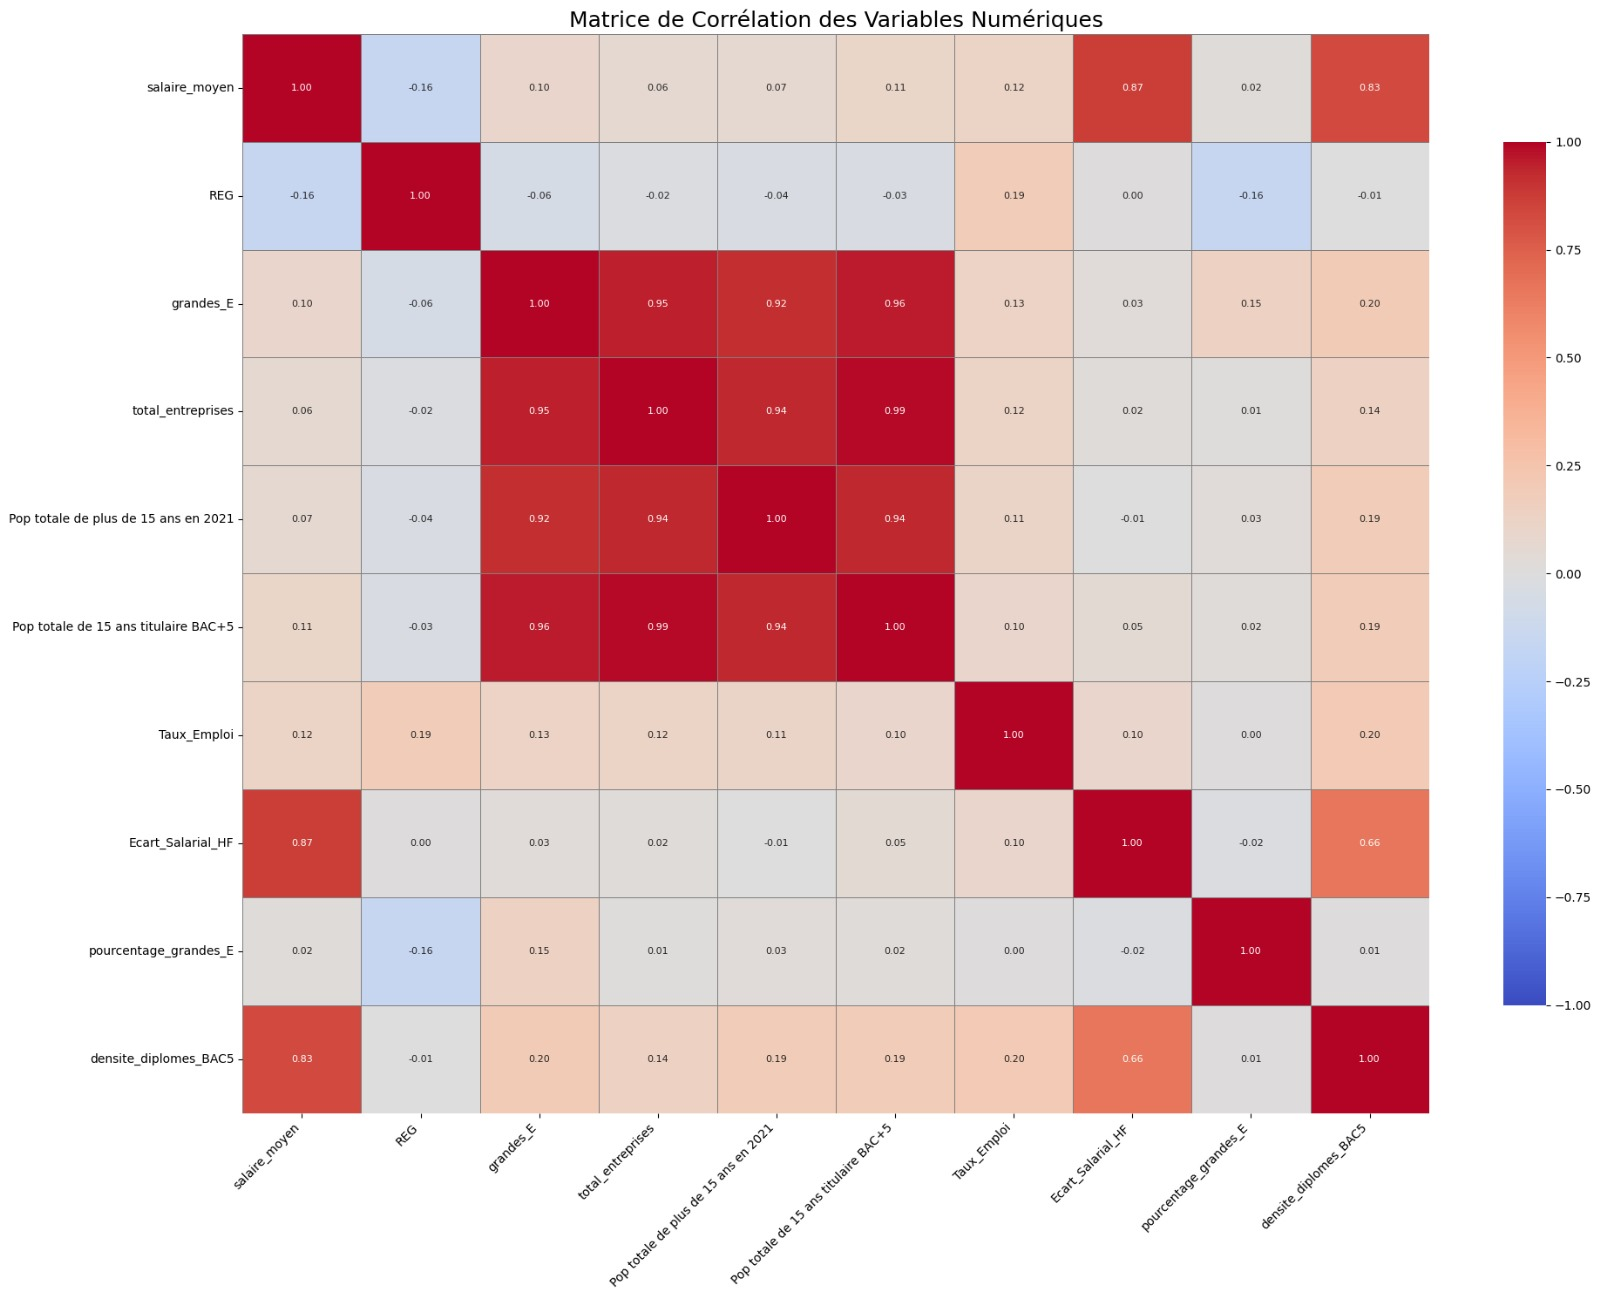 Matrice de Corrélation des Variables Numériques
salaire_moyen 1.00 -0.16 0.10 0.06 0.07 0.11 0.12 0.87 0.02 0.83
REG -0.16 1.00 -0.06 -0.02 -0.04 -0.03 0.19 0.00 -0.16 -0.01
grandes_E 0.10 -0.06 1.00 0.95 0.92 0.96 0.13 0.03 0.15 0.20
total_entreprises 0.06 -0.02 0.95 1.00 0.94 0.99 0.12 0.02 0.01 0.14
Pop totale de plus de 15 ans en 2021 0.07 -0.04 0.92 0.94 1.00 0.94 0.11 -0.01 0.03 0.19
Pop totale de 15 ans titulaire BAC+5 0.11 -0.03 0.96 0.99 0.94 1.00 0.10 0.05 0.02 0.19
Taux_Emploi 0.12 0.19 0.13 0.12 0.11 0.10 1.00 0.10 0.00 0.20
Ecart_Salarial_HF 0.87 0.00 0.03 0.02 -0.01 0.05 0.10 1.00 -0.02 0.66
pourcentage_grandes_E 0.02 -0.16 0.15 0.01 0.03 0.02 0.00 -0.02 1.00 0.01
densite_diplomes_BAC5 0.83 -0.01 0.20 0.14 0.19 0.19 0.20 0.66 0.01 1.00
salaire_moyen
REG
grandes_E
total_entreprises
Pop totale de plus de 15 ans en 2021
Pop totale de 15 ans titulaire BAC+5
Taux_Emploi
Ecart_Salarial_HF
pourcentage_grandes_E
densite_diplomes_BAC5
1.00
0.75
0.50
0.25
0.00
−0.25
−0.50
−0.75
−1.00